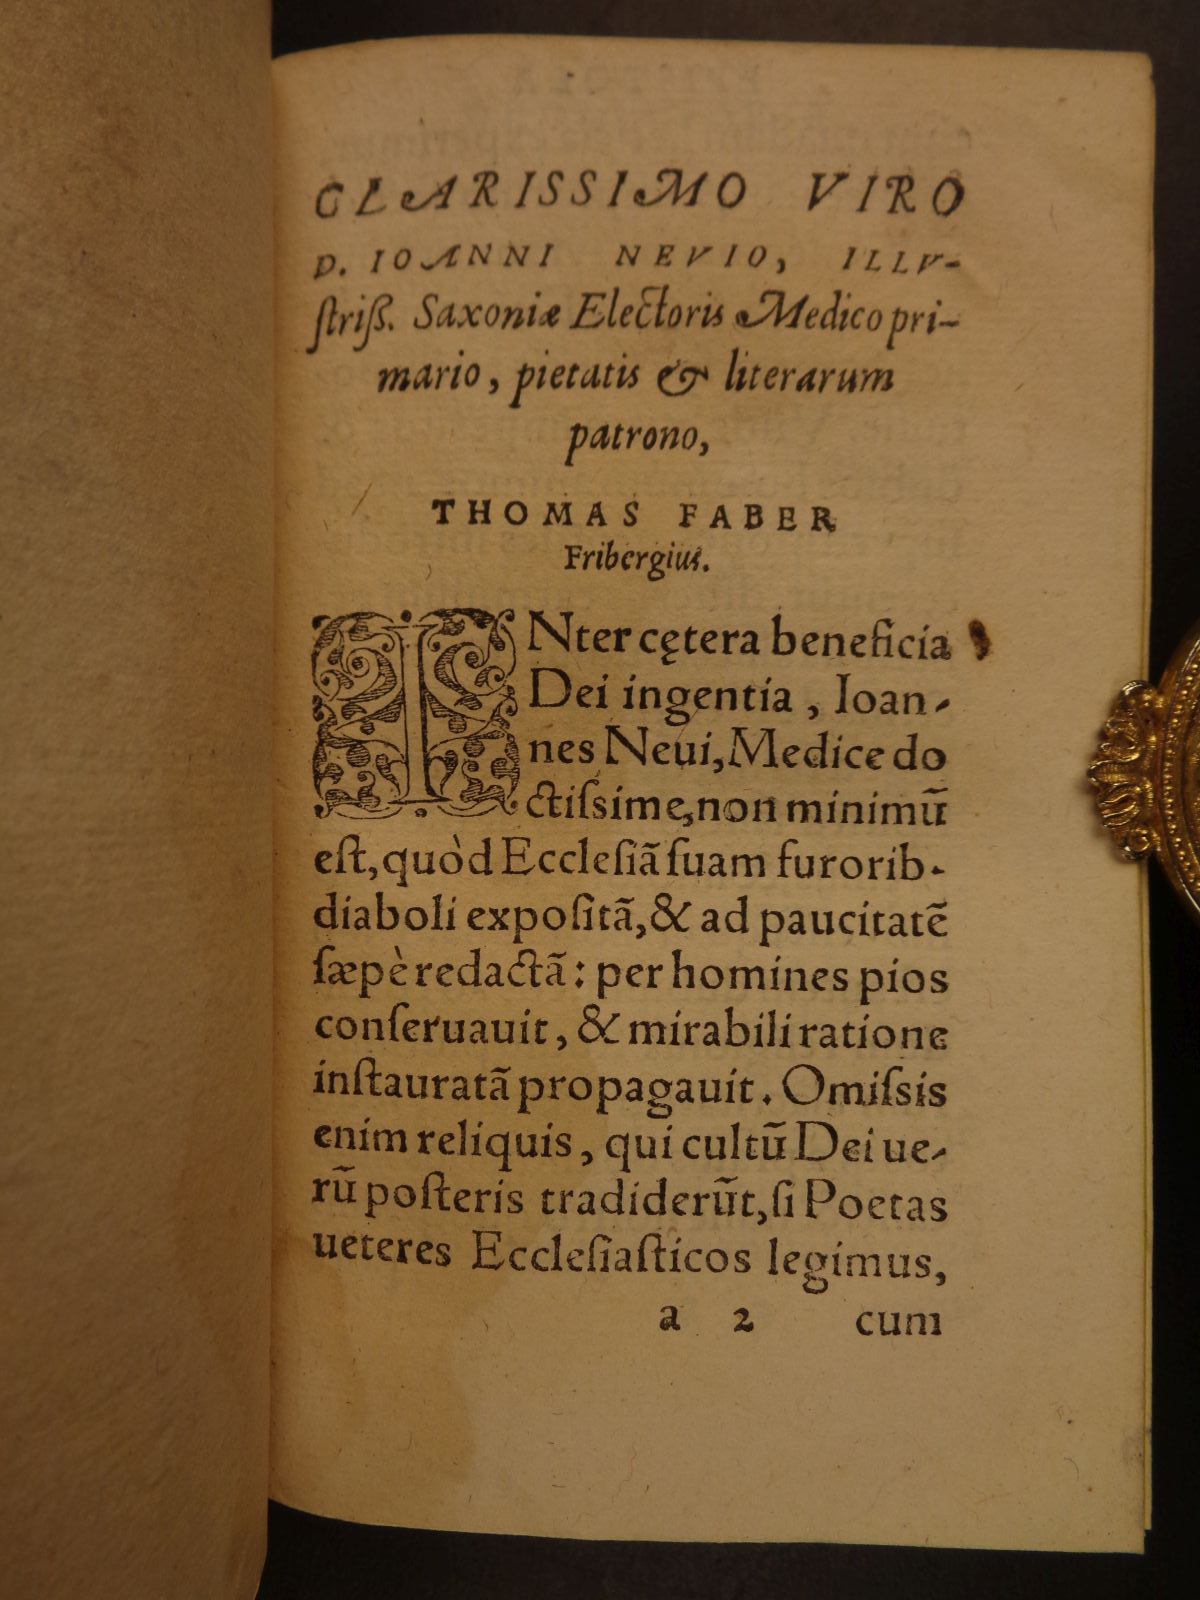 CLARISSIMO VIRO
D. IOANNI NEVIO, ILLV-
ſtriß. Saxoniæ Electoris Medico pri-
mario, pietatis & literarum
patrono,
THOMAS FABER
Fribergius.
INter cętera beneficia
Dei ingentia, Ioan-
nes Neui, Medice do
ctiſsime, non minimũ
eſt, quòd Eccleſiã ſuam furorib.
diaboli expoſitã, & ad paucitatẽ
ſæpè redactã: per homines pios
conſeruauit, & mirabili ratione
inſtauratã propagauit. Omiſsis
enim reliquis, qui cultũ Dei ue-
rũ poſteris tradiderũt, ſi Poetas
ueteres Eccleſiaſticos legimus,
a 2 cum